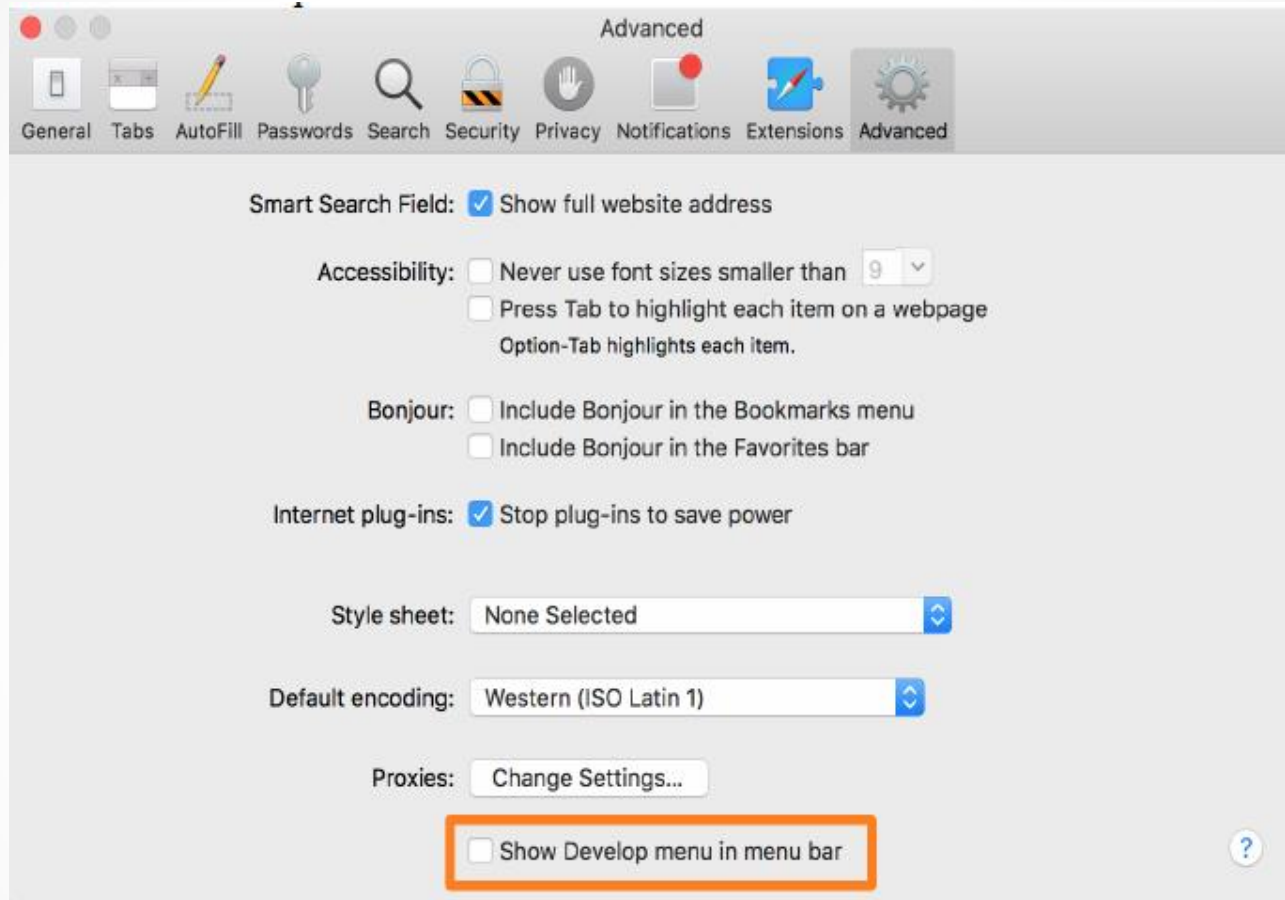 Advanced
General Tabs AutoFill Passwords Search Security Privacy Notifications Extensions Advanced
Smart Search Field: Show full website address
Accessibility: Never use font sizes smaller than 9
Press Tab to highlight each item on a webpage
Option-Tab highlights each item.
Bonjour: Include Bonjour in the Bookmarks menu
Include Bonjour in the Favorites bar
Internet plug-ins: Stop plug-ins to save power
Style sheet: None Selected
Default encoding: Western (ISO Latin 1)
Proxies: Change Settings...
Show Develop menu in menu bar ?